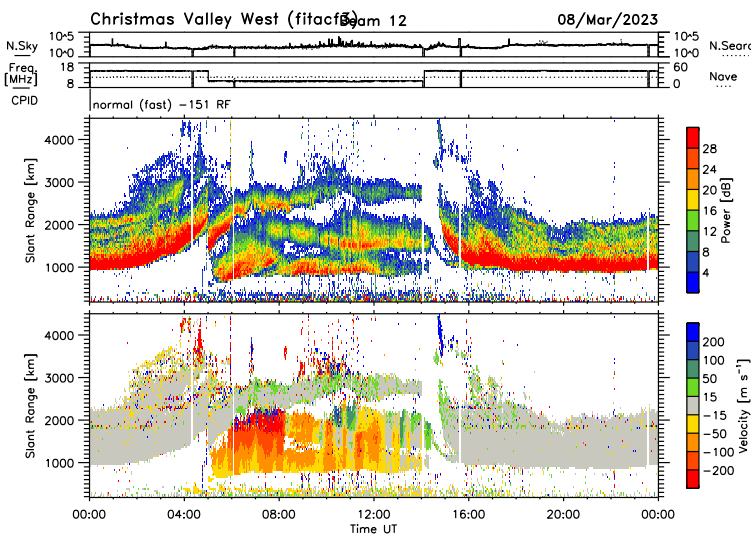 Christmas Valley West (fitacf3) Beam 12 08/Mar/2023
N.Sky 10^5 10^0 10^5 10^0 N.Searc
Freq [MHz] 18 8 60 0 Nave
CPID normal (fast) −151 RF
Slant Range [km] 4000 3000 2000 1000
Power [dB] 28 24 20 16 12 8 4
Slant Range [km] 4000 3000 2000 1000
Velocity [m s⁻¹] 200 100 50 15 −15 −50 −100 −200
00:00 04:00 08:00 12:00 16:00 20:00 00:00
Time UT